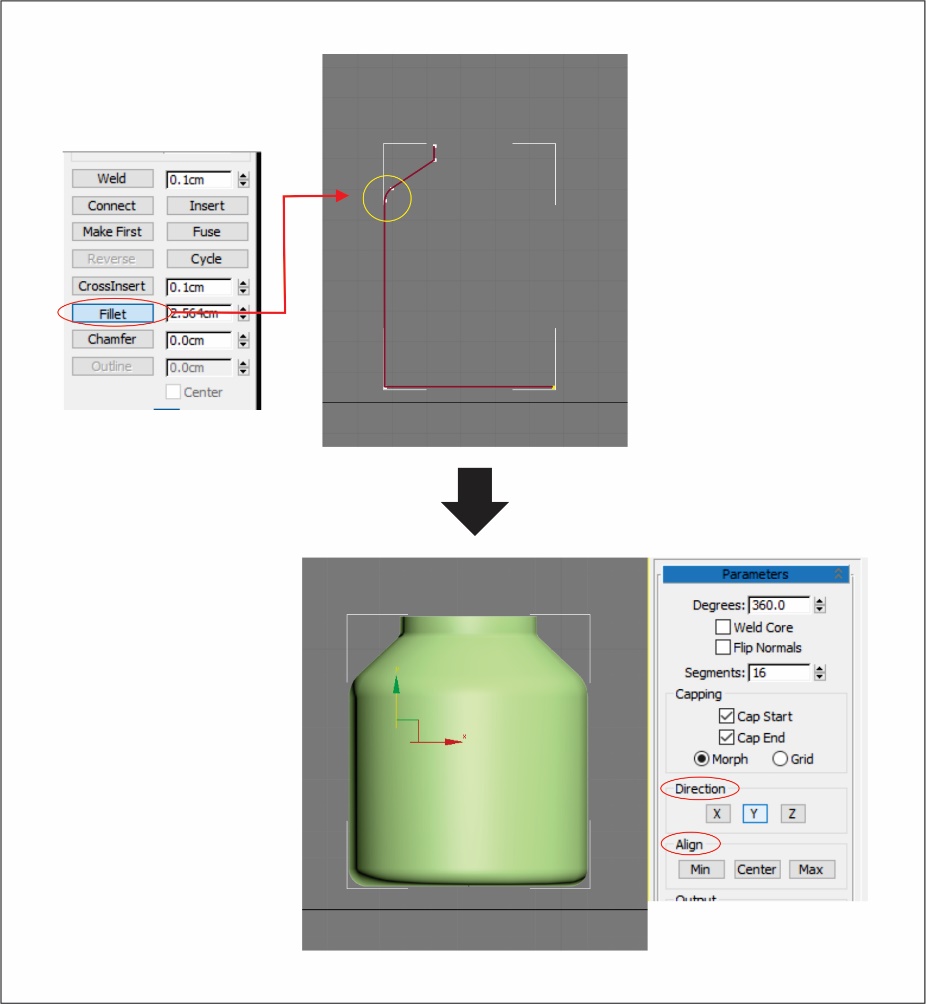 Weld 0.1cm
Connect Insert
Make First Fuse
Reverse Cycle
CrossInsert 0.1cm
Fillet 2.564cm
Chamfer 0.0cm
Outline 0.0cm
Center
Parameters
Degrees: 360.0
Weld Core
Flip Normals
Segments: 16
Capping
Cap Start
Cap End
Morph Grid
Direction
X Y Z
Align
Min Center Max
Output
x